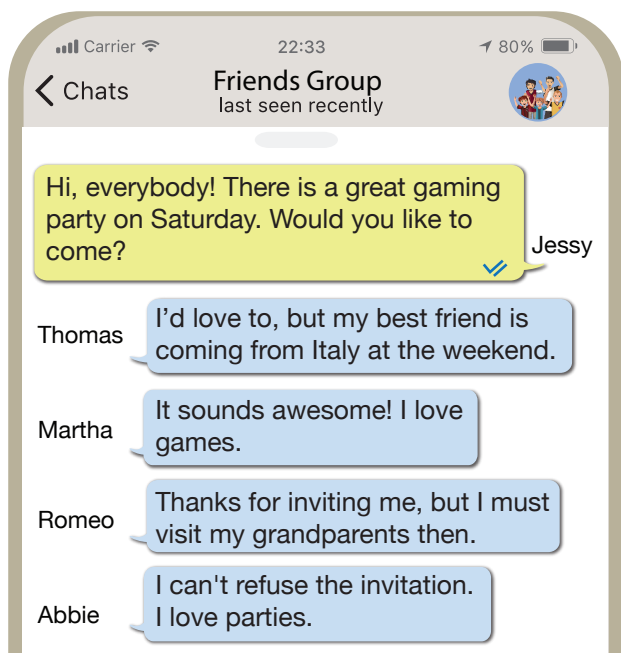 Carrier 22:33 80%
Chats
Friends Group
last seen recently
Hi, everybody! There is a great gaming
party on Saturday. Would you like to
come?
Jessy
Thomas
I’d love to, but my best friend is
coming from Italy at the weekend.
Martha
It sounds awesome! I love
games.
Romeo
Thanks for inviting me, but I must
visit my grandparents then.
Abbie
I can't refuse the invitation.
I love parties.